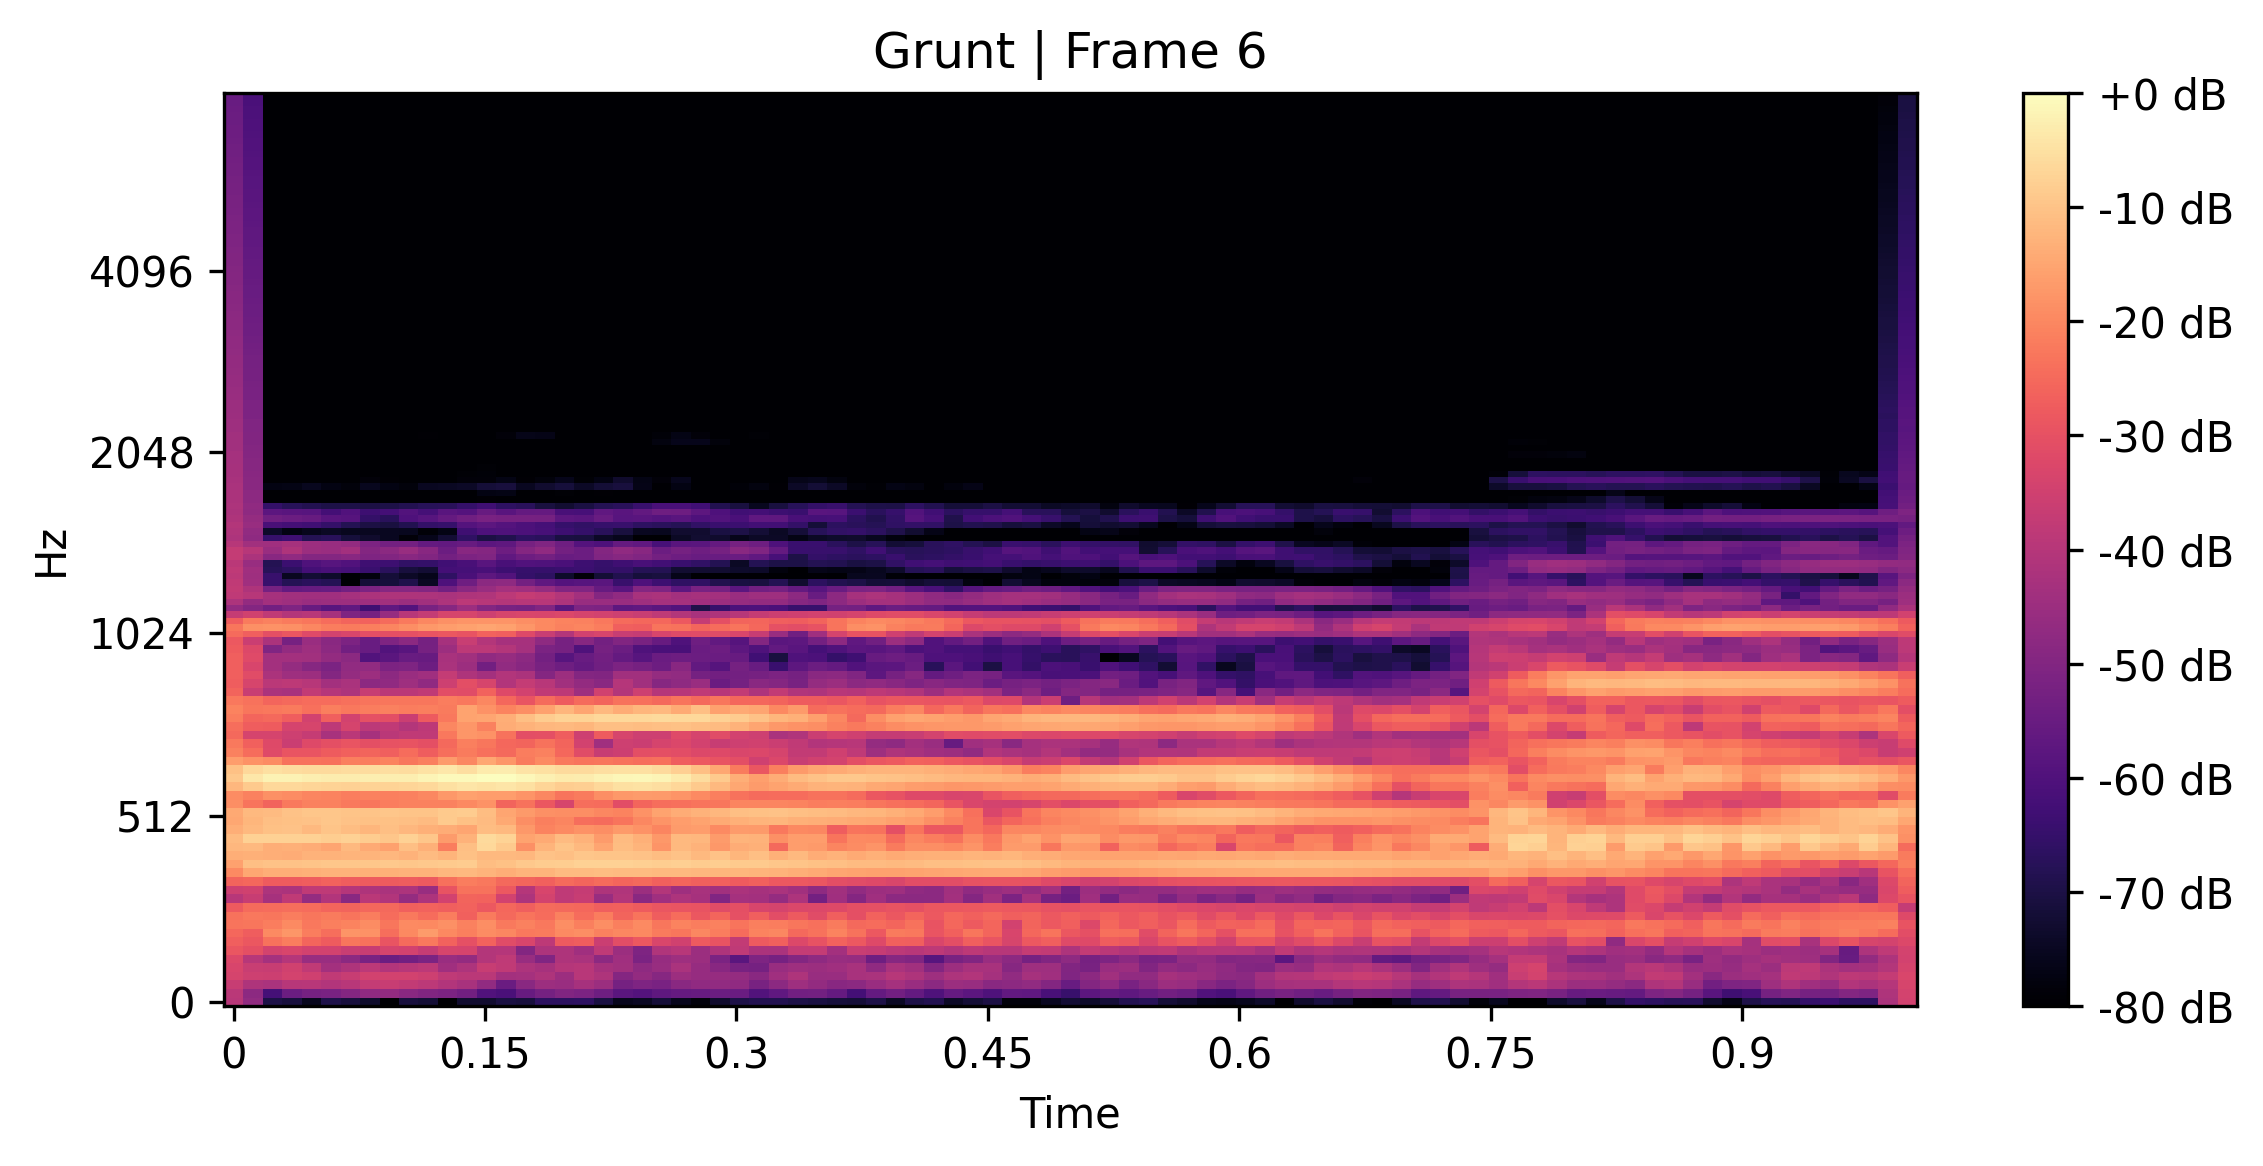 Grunt | Frame 6
+0 dB
-10 dB
-20 dB
-30 dB
-40 dB
-50 dB
-60 dB
-70 dB
-80 dB
Hz
4096
2048
1024
512
0
0 0.15 0.3 0.45 0.6 0.75 0.9
Time